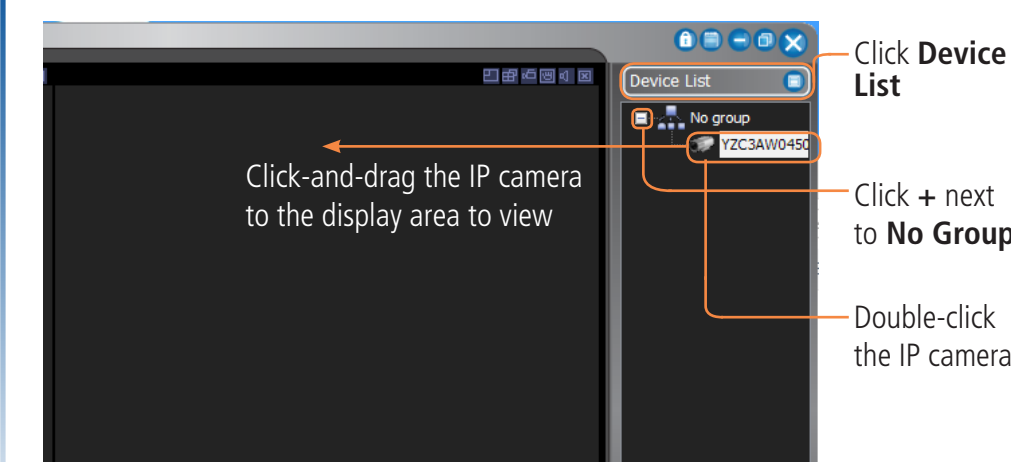 Device List
No group
YZC3AW0450
Click-and-drag the IP camera
to the display area to view
Click Device
List
Click + next
to No Group
Double-click
the IP camera